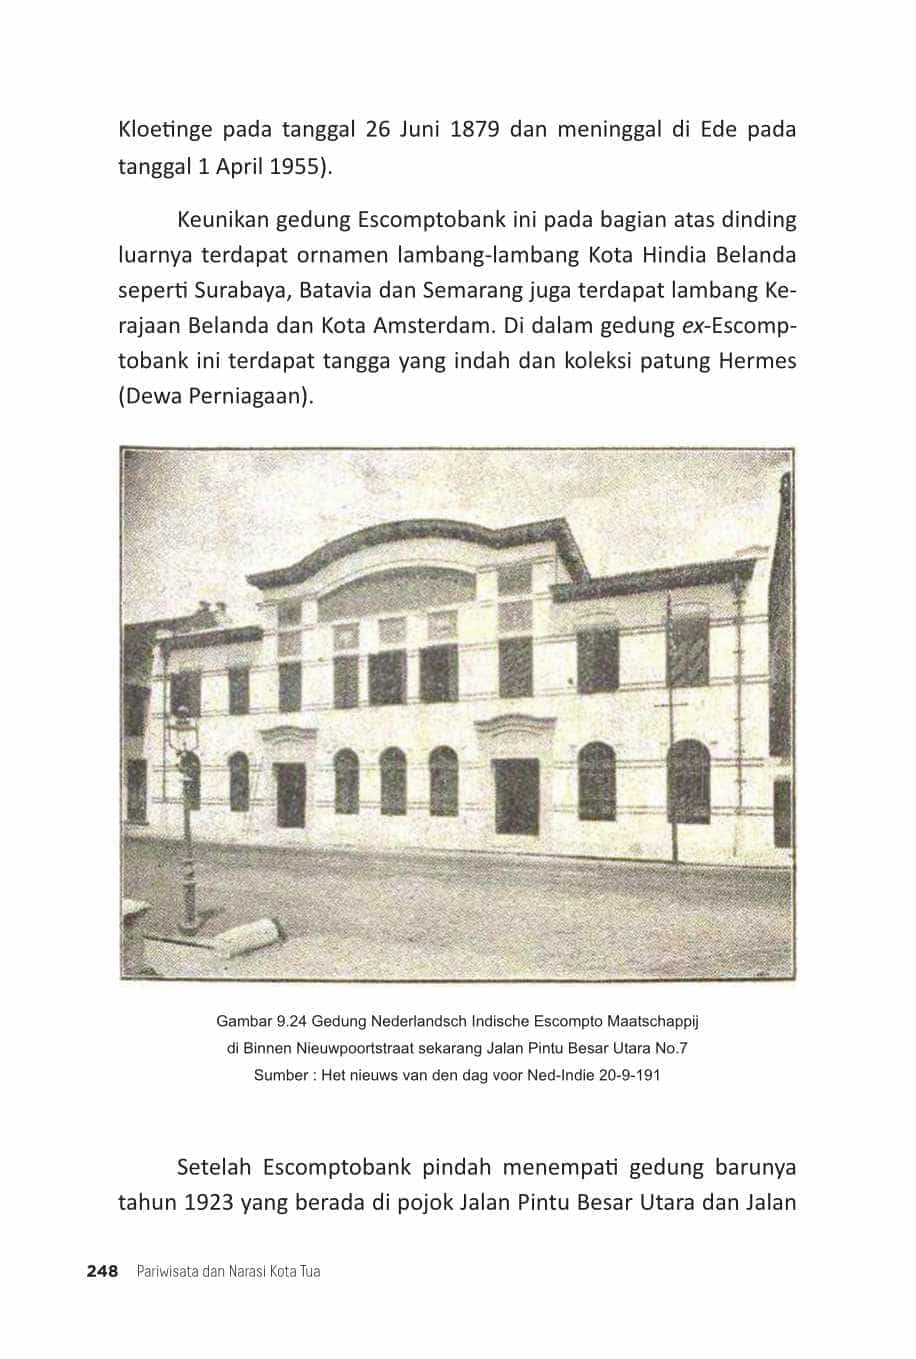 Kloetinge pada tanggal 26 Juni 1879 dan meninggal di Ede pada
tanggal 1 April 1955).
Keunikan gedung Escomptobank ini pada bagian atas dinding
luarnya terdapat ornamen lambang-lambang Kota Hindia Belanda
seperti Surabaya, Batavia dan Semarang juga terdapat lambang Ke-
rajaan Belanda dan Kota Amsterdam. Di dalam gedung ex-Escomp-
tobank ini terdapat tangga yang indah dan koleksi patung Hermes
(Dewa Perniagaan).
Gambar 9.24 Gedung Nederlandsch Indische Escompto Maatschappij
di Binnen Nieuwpoortstraat sekarang Jalan Pintu Besar Utara No.7
Sumber : Het nieuws van den dag voor Ned-Indie 20-9-191
Setelah Escomptobank pindah menempati gedung barunya
tahun 1923 yang berada di pojok Jalan Pintu Besar Utara dan Jalan
248 Pariwisata dan Narasi Kota Tua